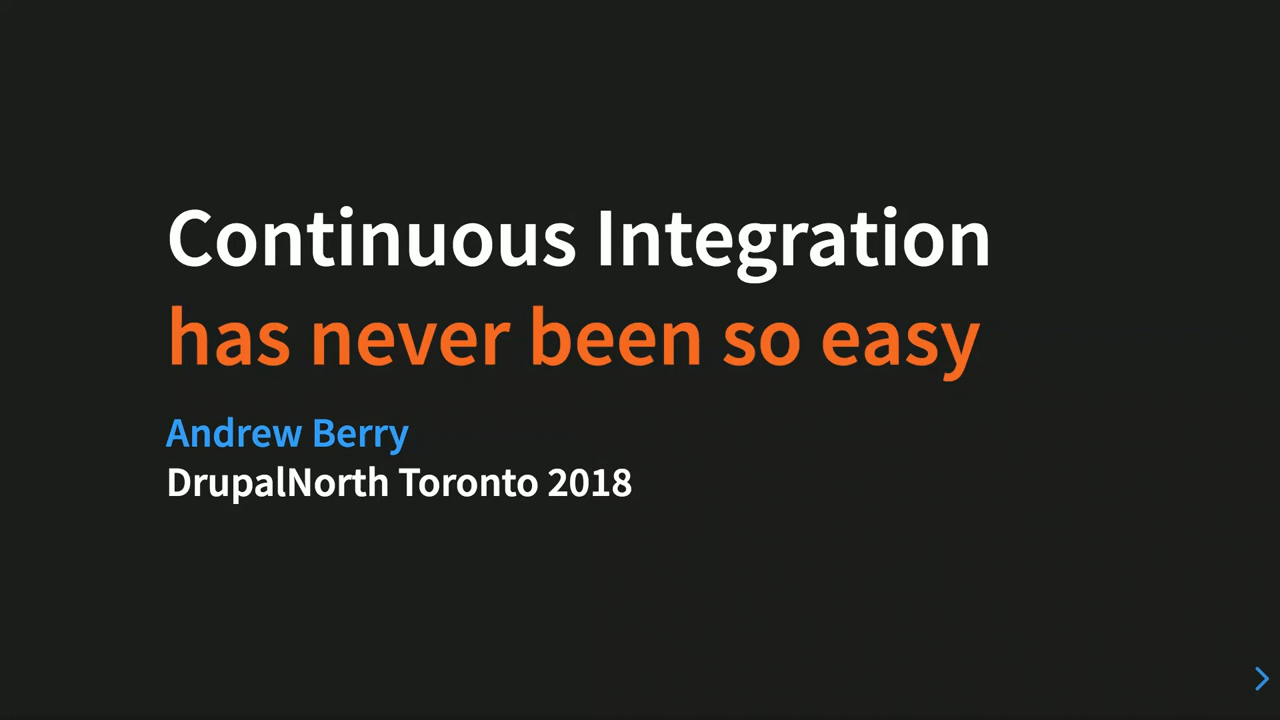 Continuous Integration
has never been so easy
Andrew Berry
DrupalNorth Toronto 2018